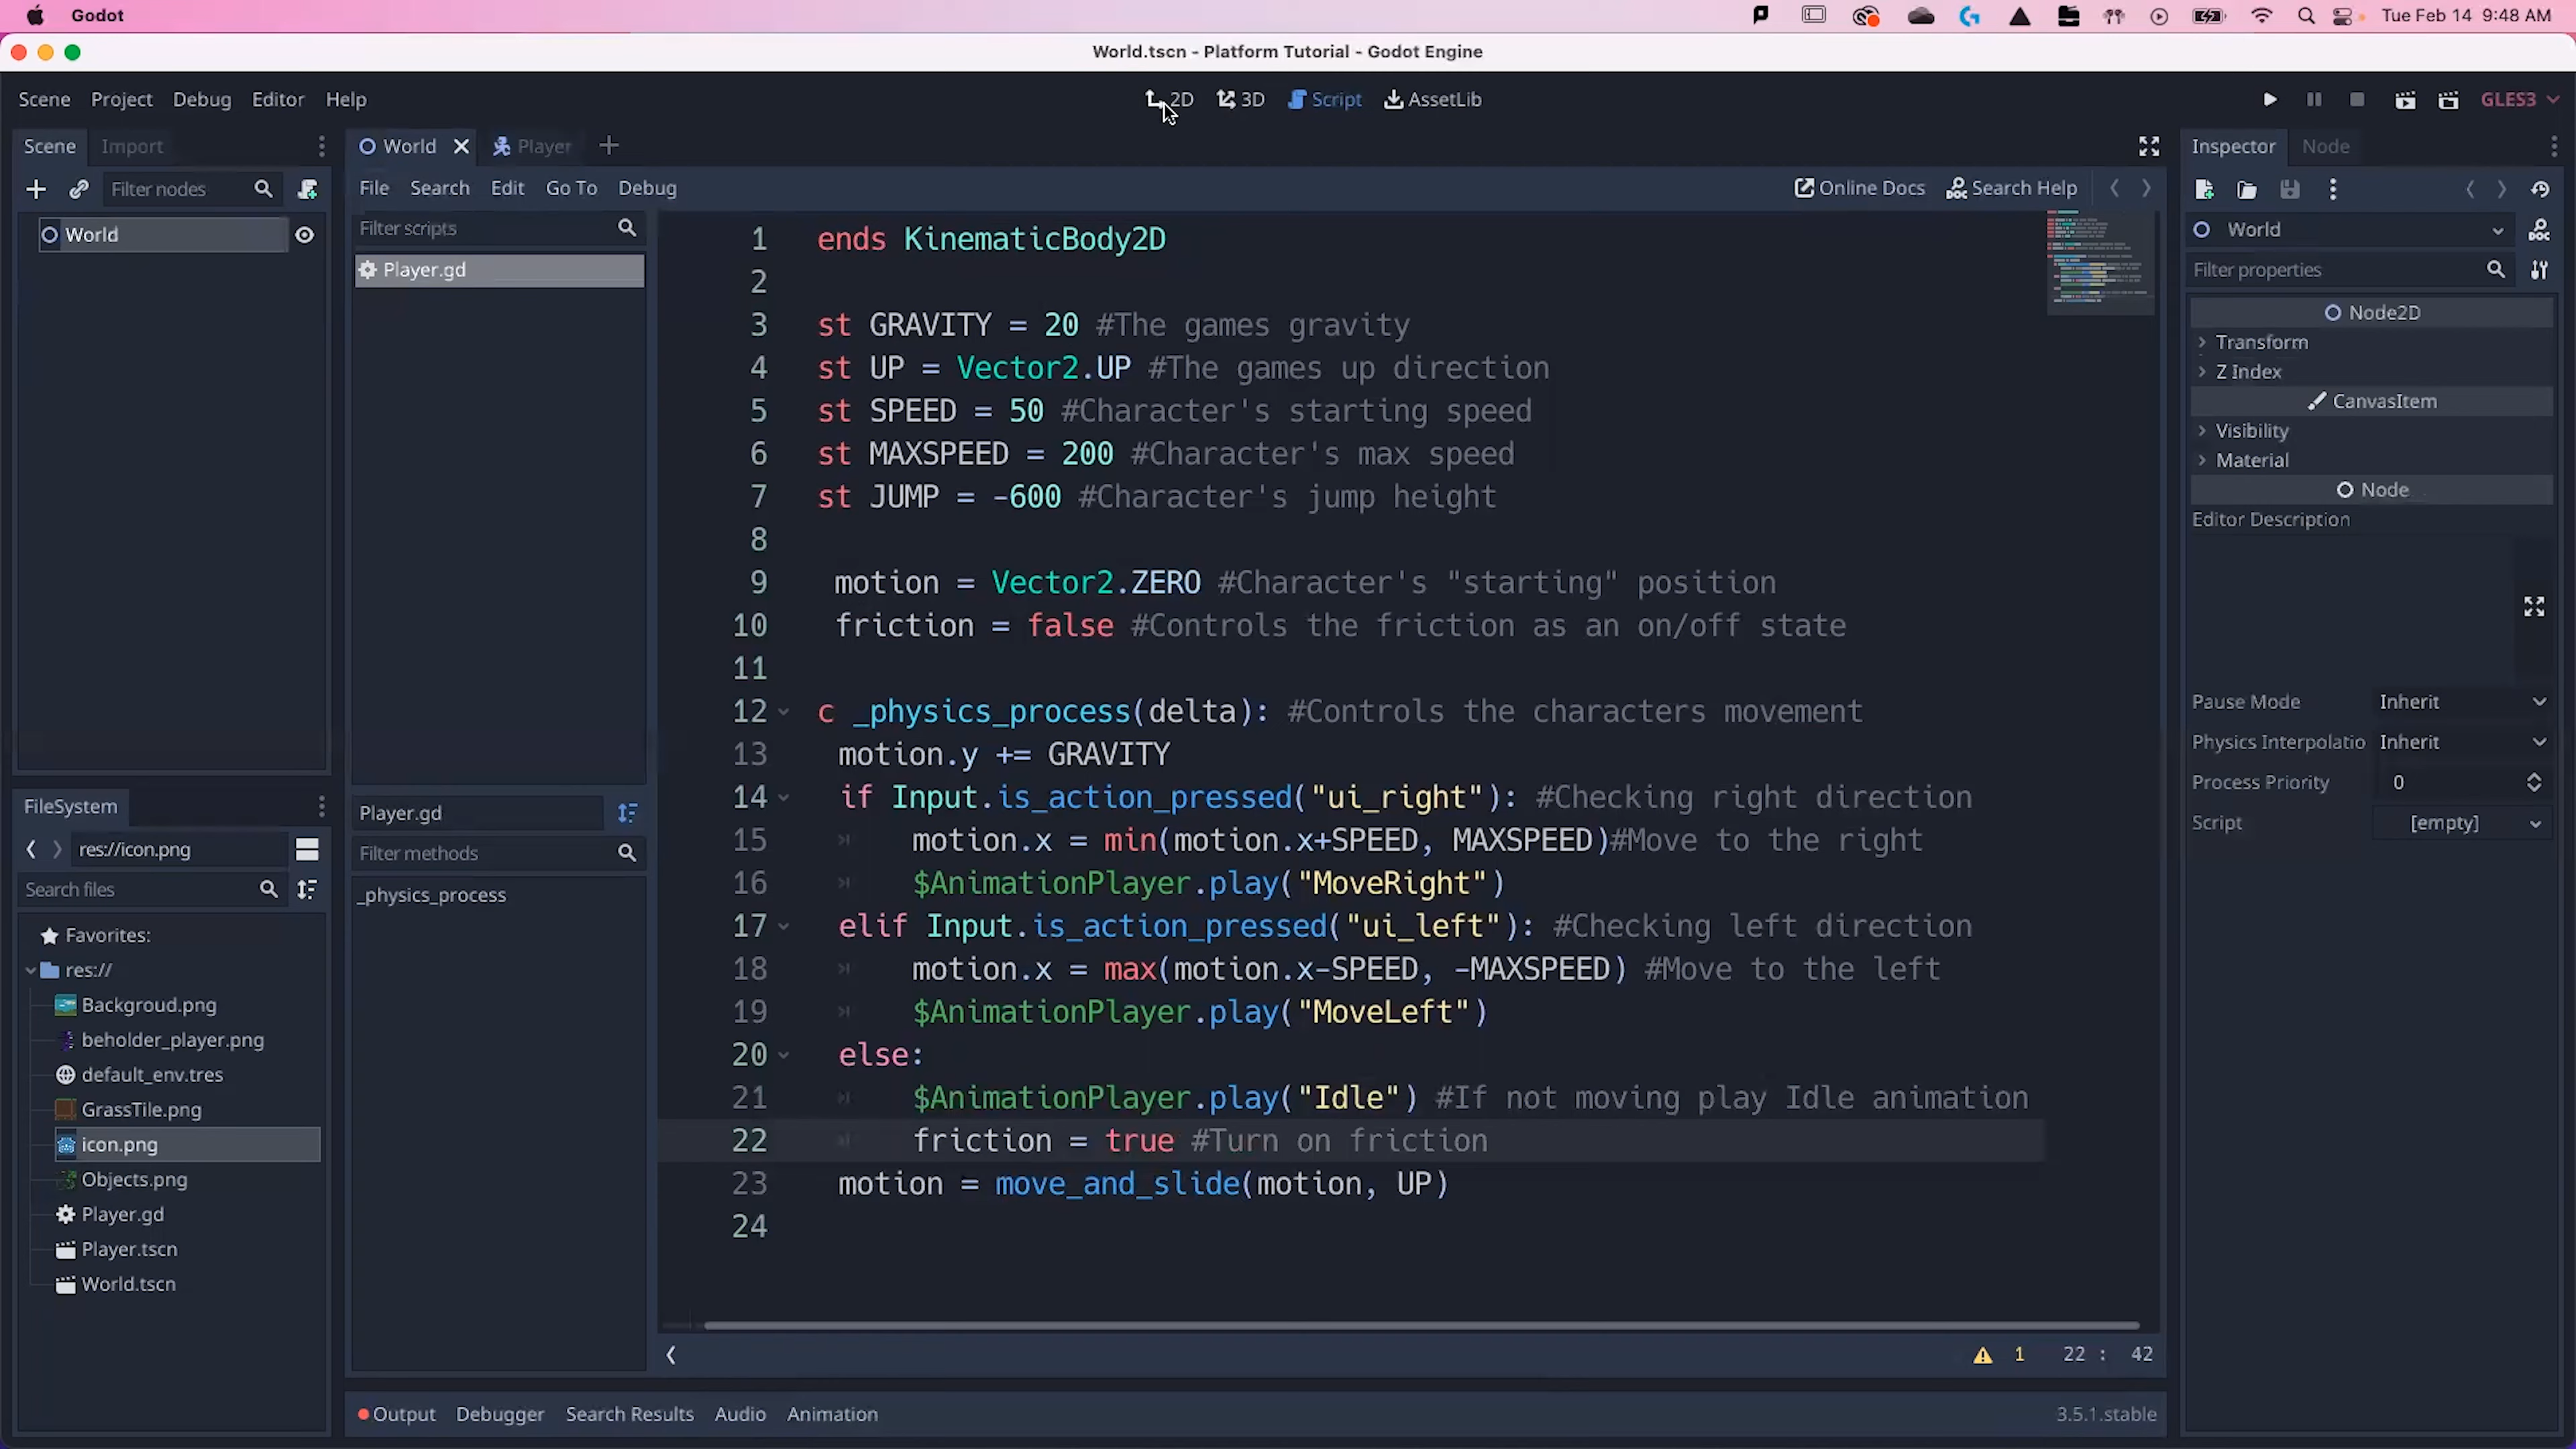 Godot
Tue Feb 14 9:48 AM
World.tscn - Platform Tutorial - Godot Engine
Scene Project Debug Editor Help
2D 3D Script AssetLib
GLES3
Scene Import
World Player
Inspector Node
Filter nodes
File Search Edit Go To Debug
Online Docs Search Help
World
Filter scripts
Player.gd
World
Filter properties
Node2D
Transform
Z Index
CanvasItem
Visibility
Material
Node
Editor Description
Pause Mode Inherit
Physics Interpolatio Inherit
Process Priority 0
Script [empty]
1 ends KinematicBody2D
2
3 st GRAVITY = 20 #The games gravity
4 st UP = Vector2.UP #The games up direction
5 st SPEED = 50 #Character's starting speed
6 st MAXSPEED = 200 #Character's max speed
7 st JUMP = -600 #Character's jump height
8
9 motion = Vector2.ZERO #Character's "starting" position
10 friction = false #Controls the friction as an on/off state
11
12 c _physics_process(delta): #Controls the characters movement
13 motion.y += GRAVITY
14 if Input.is_action_pressed("ui_right"): #Checking right direction
15 motion.x = min(motion.x+SPEED, MAXSPEED)#Move to the right
16 $AnimationPlayer.play("MoveRight")
17 elif Input.is_action_pressed("ui_left"): #Checking left direction
18 motion.x = max(motion.x-SPEED, -MAXSPEED) #Move to the left
19 $AnimationPlayer.play("MoveLeft")
20 else:
21 $AnimationPlayer.play("Idle") #If not moving play Idle animation
22 friction = true #Turn on friction
23 motion = move_and_slide(motion, UP)
24
FileSystem
res://icon.png
Search files
Favorites:
res://
Backgroud.png
beholder_player.png
default_env.tres
GrassTile.png
icon.png
Objects.png
Player.gd
Player.tscn
World.tscn
Player.gd
Filter methods
_physics_process
1 22 : 42
Output Debugger Search Results Audio Animation
3.5.1.stable